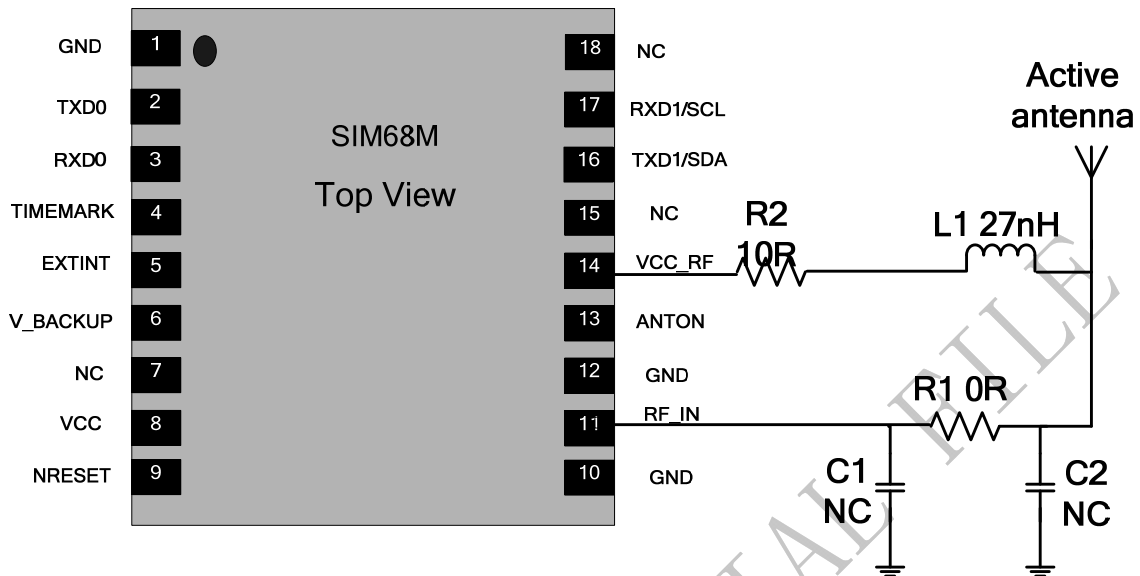 GND
1
TXD0
2
RXD0
3
TIMEMARK
4
EXTINT
5
V_BACKUP
6
NC
7
VCC
8
NRESET
9
SIM68M
Top View
18
NC
17
RXD1/SCL
16
TXD1/SDA
15
NC
14
VCC_RF
13
ANTON
12
GND
11
RF_IN
10
GND
R2
10R
L1 27nH
Active
antenna
R1 0R
C1
NC
C2
NC
FILE